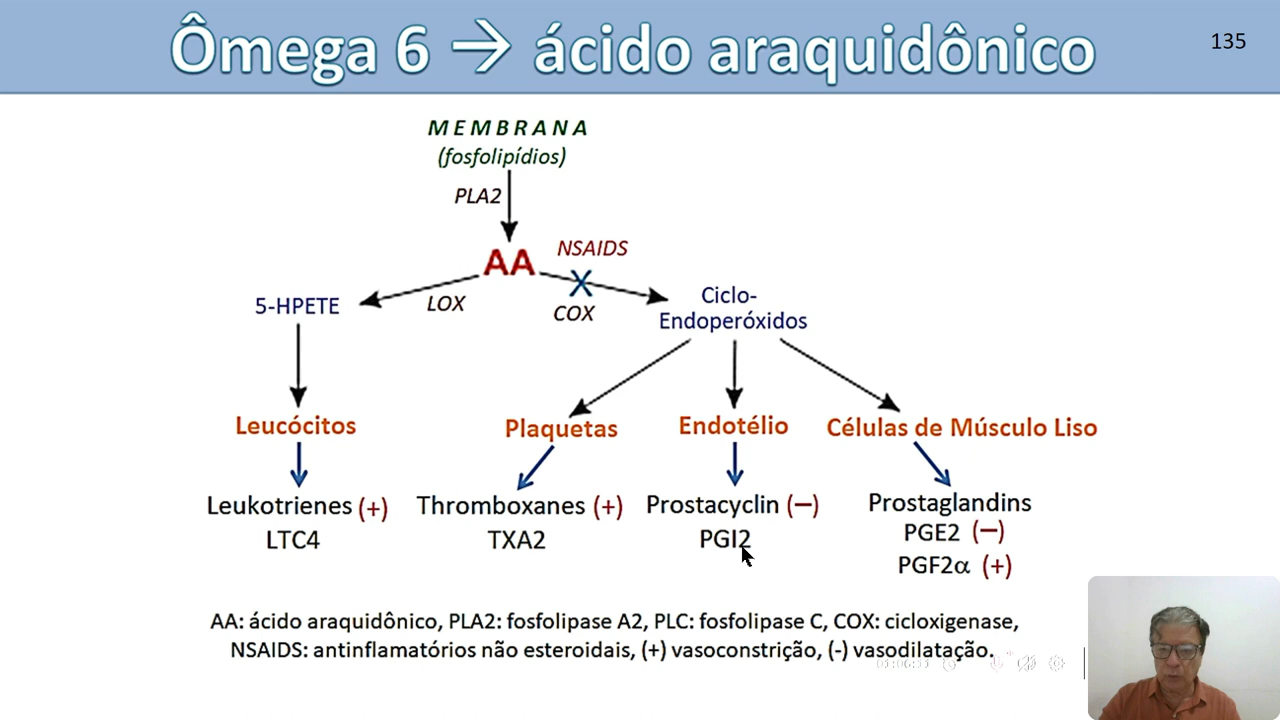 Ômega 6 → ácido araquidônico
135
MEMBRANA
(fosfolipídios)
PLA2
AA
NSAIDS
LOX
COX
5-HPETE
Ciclo-
Endoperóxidos
Leucócitos
Plaquetas
Endotélio
Células de Músculo Liso
Leukotrienes (+)
LTC4
Thromboxanes (+)
TXA2
Prostacyclin (−)
PGI2
Prostaglandins
PGE2 (−)
PGF2α (+)
AA: ácido araquidônico, PLA2: fosfolipase A2, PLC: fosfolipase C, COX: cicloxigenase,
NSAIDS: antinflamatórios não esteroidais, (+) vasoconstrição, (-) vasodilatação.